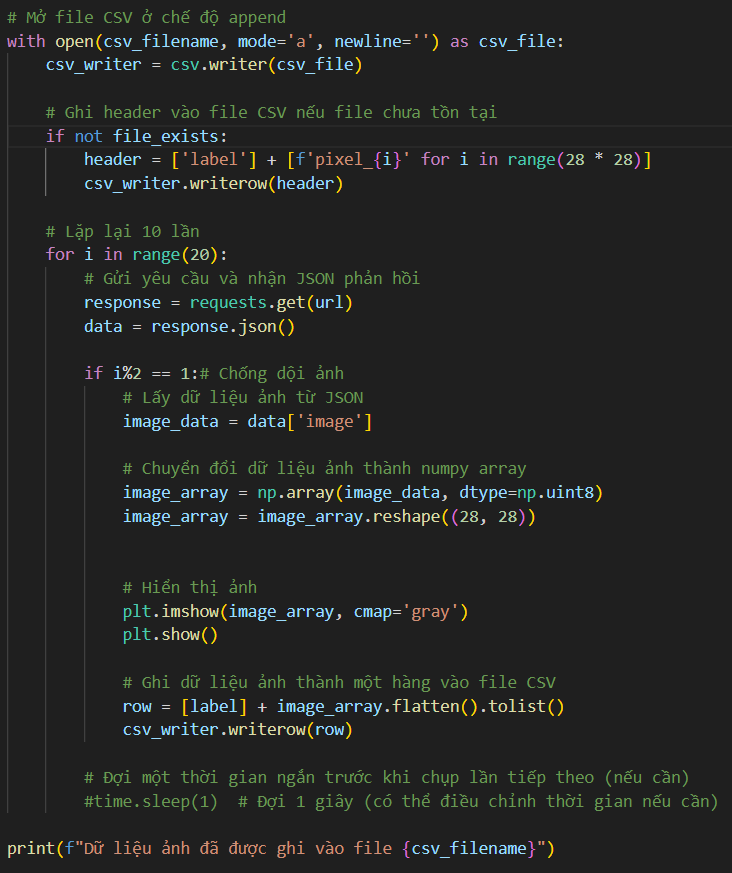 # Mở file CSV ở chế độ append
with open(csv_filename, mode='a', newline='') as csv_file:
    csv_writer = csv.writer(csv_file)

    # Ghi header vào file CSV nếu file chưa tồn tại
    if not file_exists:
        header = ['label'] + [f'pixel_{i}' for i in range(28 * 28)]
        csv_writer.writerow(header)

    # Lặp lại 10 lần
    for i in range(20):
        # Gửi yêu cầu và nhận JSON phản hồi
        response = requests.get(url)
        data = response.json()

        if i%2 == 1:# Chống dội ảnh
            # Lấy dữ liệu ảnh từ JSON
            image_data = data['image']

            # Chuyển đổi dữ liệu ảnh thành numpy array
            image_array = np.array(image_data, dtype=np.uint8)
            image_array = image_array.reshape((28, 28))


            # Hiển thị ảnh
            plt.imshow(image_array, cmap='gray')
            plt.show()

            # Ghi dữ liệu ảnh thành một hàng vào file CSV
            row = [label] + image_array.flatten().tolist()
            csv_writer.writerow(row)

        # Đợi một thời gian ngắn trước khi chụp lần tiếp theo (nếu cần)
        #time.sleep(1)  # Đợi 1 giây (có thể điều chỉnh thời gian nếu cần)

print(f"Dữ liệu ảnh đã được ghi vào file {csv_filename}")